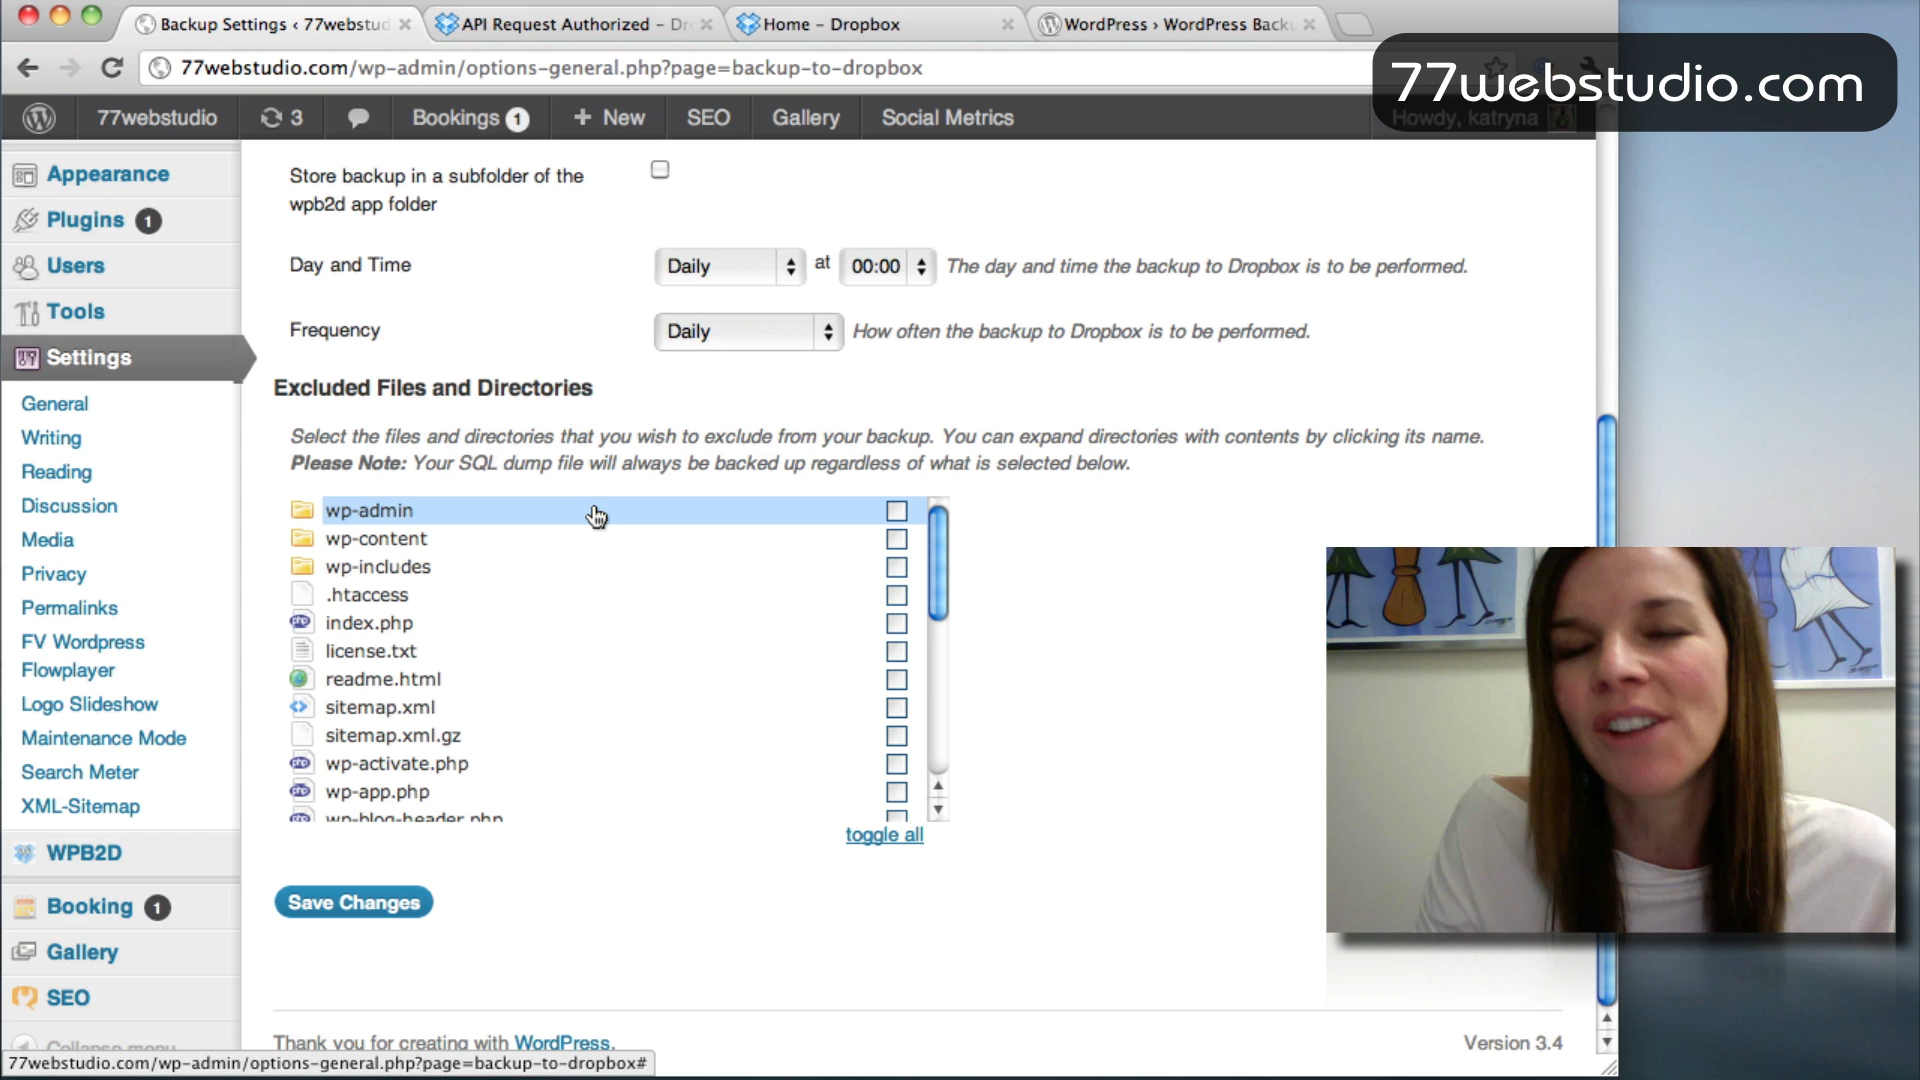 Backup Settings ‹ 77webstud
API Request Authorized – Dr
Home – Dropbox
WordPress › WordPress Back
77webstudio.com/wp-admin/options-general.php?page=backup-to-dropbox
77webstudio.com
77webstudio
3
Bookings 1
+ New
SEO
Gallery
Social Metrics
Howdy, katryna
Appearance
Plugins 1
Users
Tools
Settings
General
Writing
Reading
Discussion
Media
Privacy
Permalinks
FV Wordpress
Flowplayer
Logo Slideshow
Maintenance Mode
Search Meter
XML-Sitemap
WPB2D
Booking 1
Gallery
SEO
Collapse menu
Store backup in a subfolder of the
wpb2d app folder
Day and Time
Daily at 00:00 The day and time the backup to Dropbox is to be performed.
Frequency
Daily How often the backup to Dropbox is to be performed.
Excluded Files and Directories
Select the files and directories that you wish to exclude from your backup. You can expand directories with contents by clicking its name.
Please Note: Your SQL dump file will always be backed up regardless of what is selected below.
wp-admin
wp-content
wp-includes
.htaccess
index.php
license.txt
readme.html
sitemap.xml
sitemap.xml.gz
wp-activate.php
wp-app.php
wp-blog-header.php
toggle all
Save Changes
Thank you for creating with WordPress.
Version 3.4
77webstudio.com/wp-admin/options-general.php?page=backup-to-dropbox#